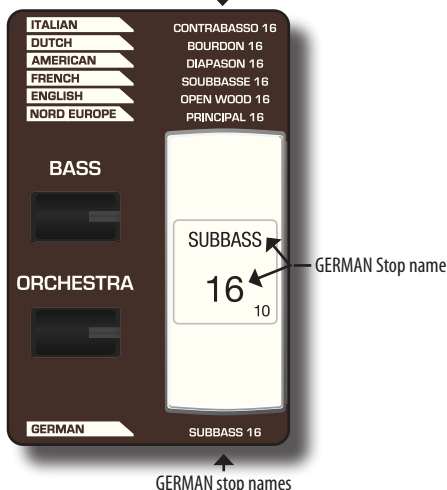 ITALIAN CONTRABASSO 16
DUTCH BOURDON 16
AMERICAN DIAPASON 16
FRENCH SOUBBASSE 16
ENGLISH OPEN WOOD 16
NORD EUROPE PRINCIPAL 16
BASS
SUBBASS
GERMAN Stop name
16
ORCHESTRA
10
GERMAN SUBBASS 16
GERMAN stop names